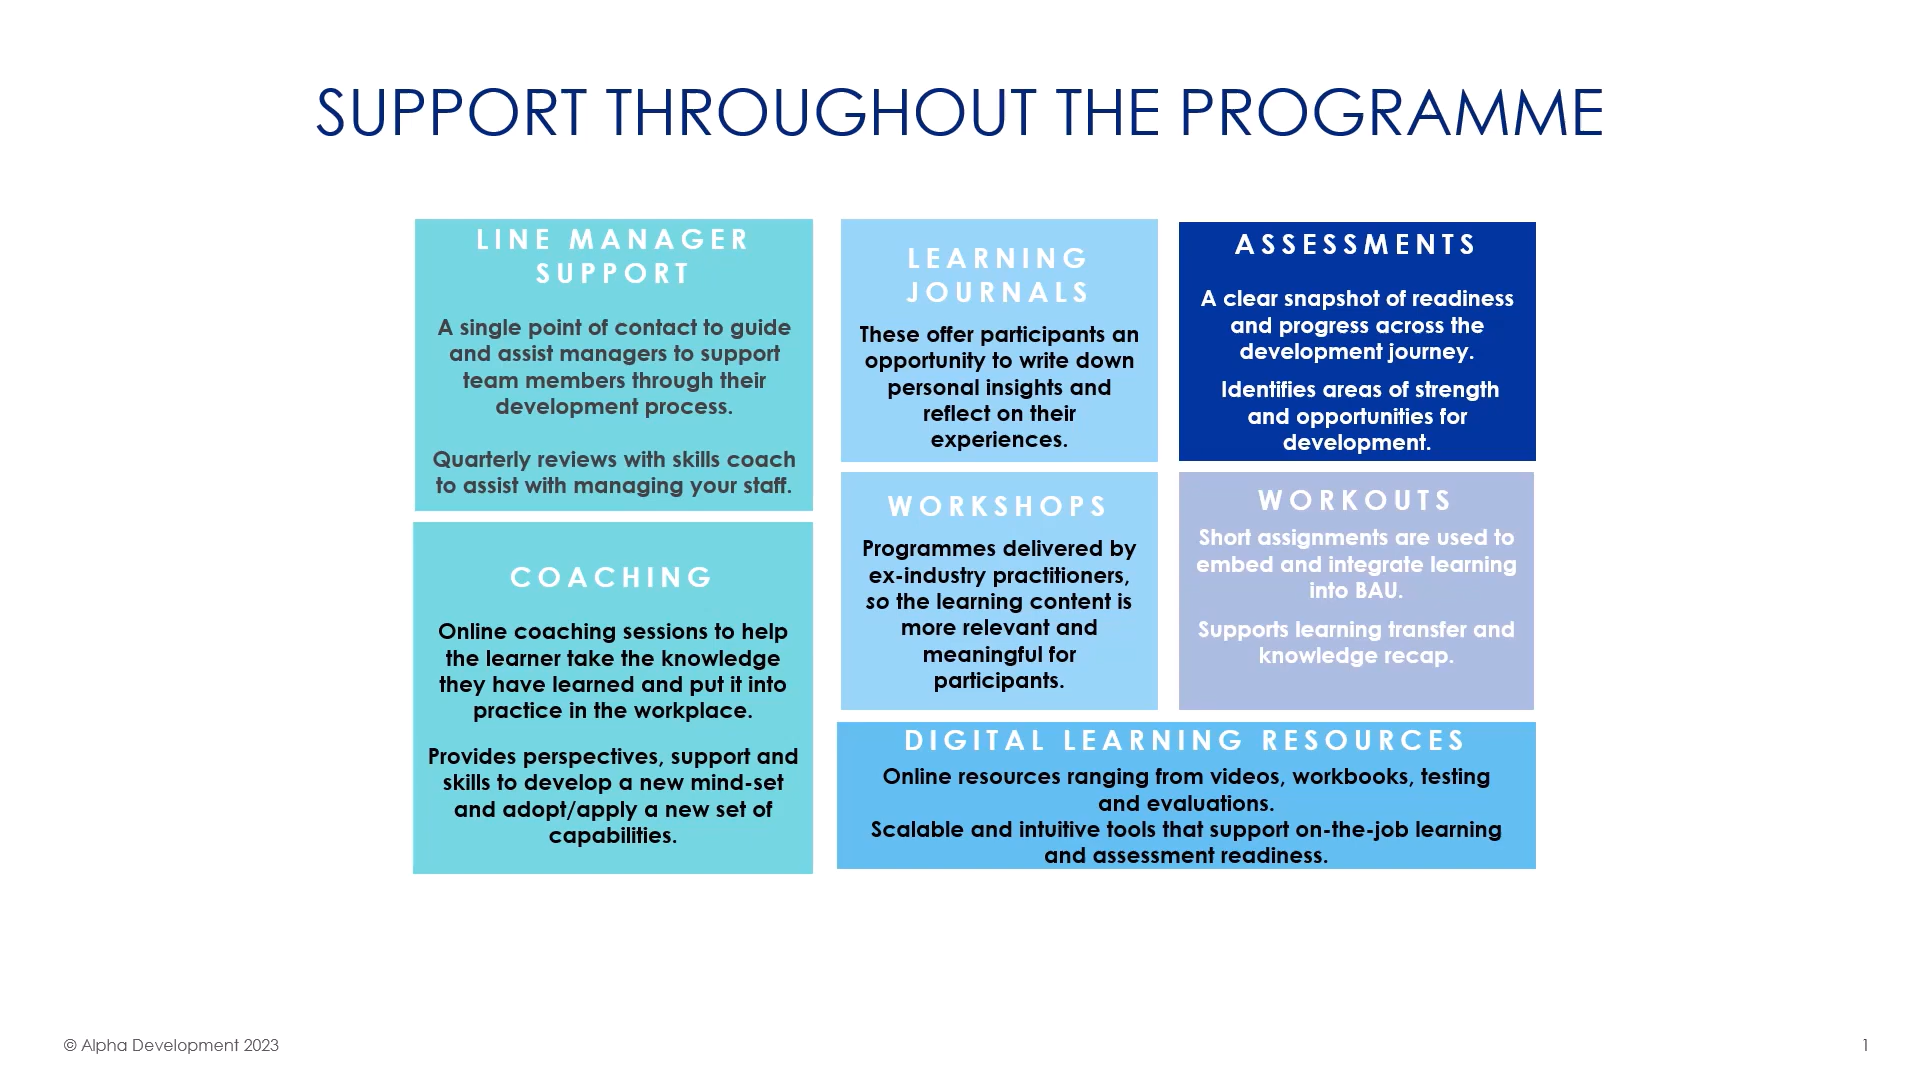 SUPPORT THROUGHOUT THE PROGRAMME
LINE MANAGER
SUPPORT
A single point of contact to guide
and assist managers to support
team members through their
development process.
Quarterly reviews with skills coach
to assist with managing your staff.
COACHING
Online coaching sessions to help
the learner take the knowledge
they have learned and put it into
practice in the workplace.
Provides perspectives, support and
skills to develop a new mind-set
and adopt/apply a new set of
capabilities.
LEARNING
JOURNALS
These offer participants an
opportunity to write down
personal insights and
reflect on their
experiences.
ASSESSMENTS
A clear snapshot of readiness
and progress across the
development journey.
Identifies areas of strength
and opportunities for
development.
WORKSHOPS
Programmes delivered by
ex-industry practitioners,
so the learning content is
more relevant and
meaningful for
participants.
WORKOUTS
Short assignments are used to
embed and integrate learning
into BAU.
Supports learning transfer and
knowledge recap.
DIGITAL LEARNING RESOURCES
Online resources ranging from videos, workbooks, testing
and evaluations.
Scalable and intuitive tools that support on-the-job learning
and assessment readiness.
© Alpha Development 2023
1